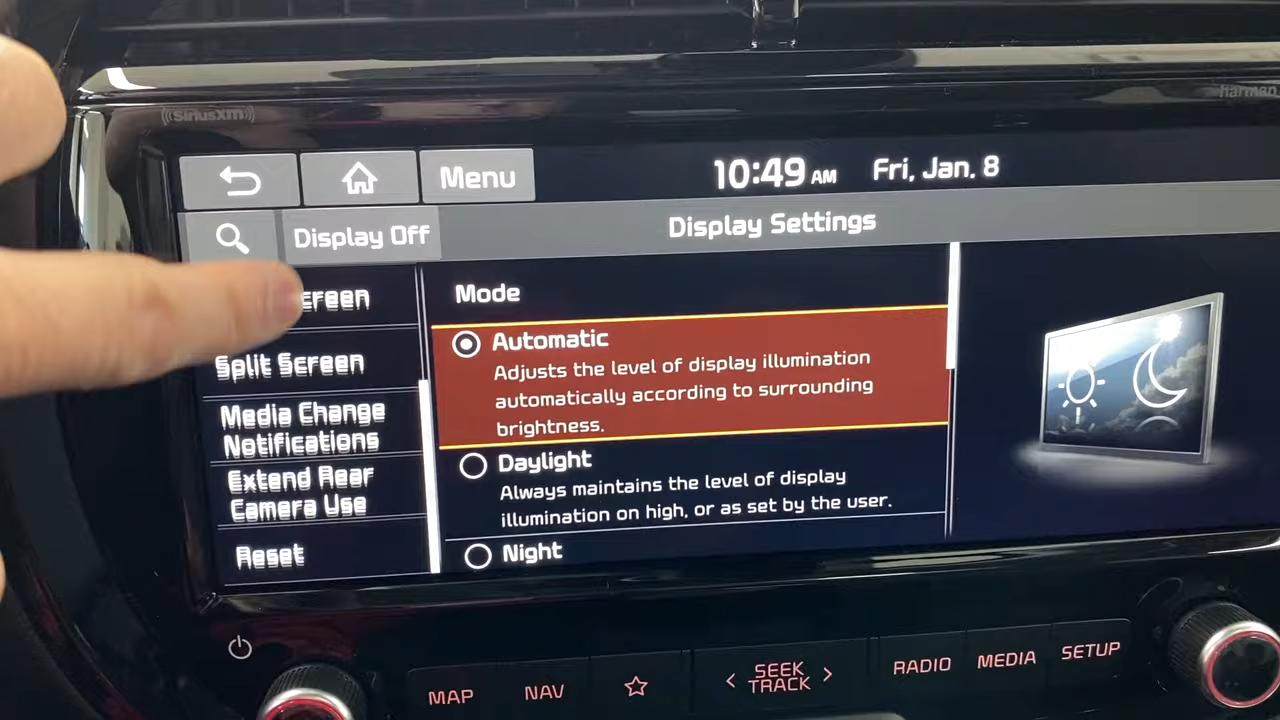 ((SiriusXM))
harman
Menu
10:49 AM Fri, Jan. 8
Display Off
Display Settings
creen
Split Screen
Media Change
Notifications
Extend Rear
Camera Use
Reset
Mode
Automatic
Adjusts the level of display illumination
automatically according to surrounding
brightness.
Daylight
Always maintains the level of display
illumination on high, or as set by the user.
Night
MAP
NAV
< SEEK >
TRACK
RADIO
MEDIA
SETUP